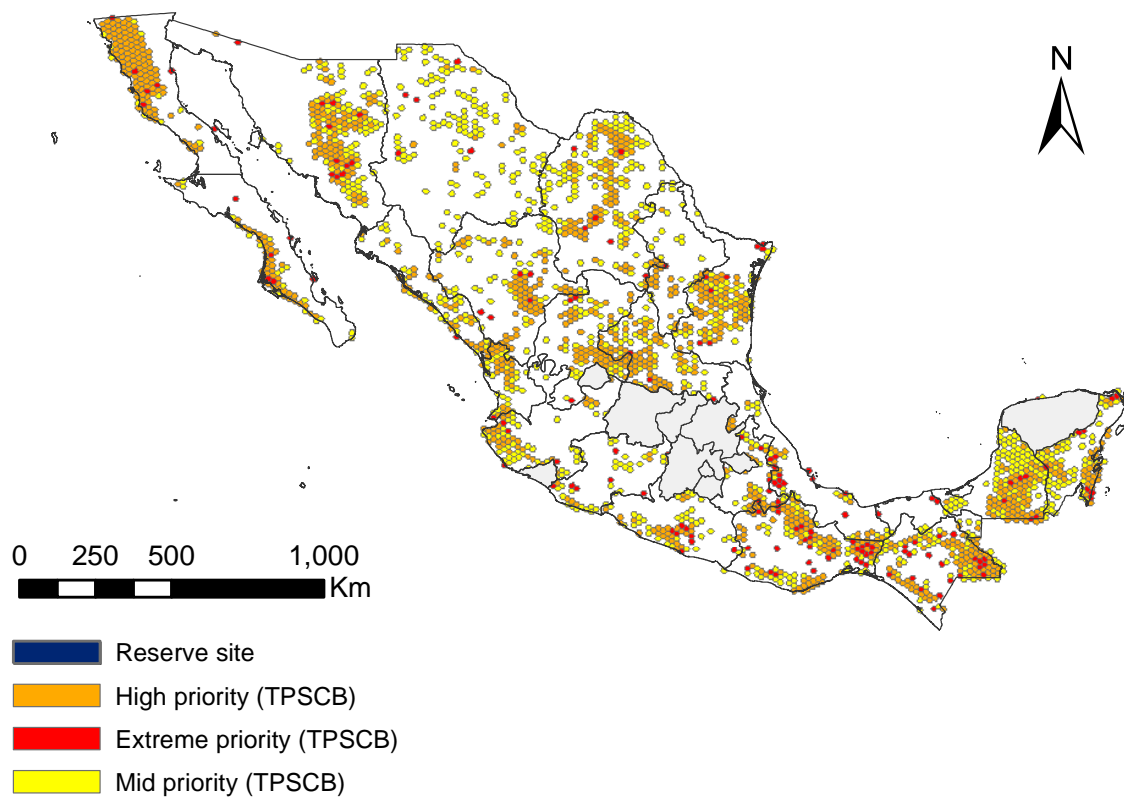 N
0 250 500 1,000
Km
Reserve site
High priority (TPSCB)
Extreme priority (TPSCB)
Mid priority (TPSCB)